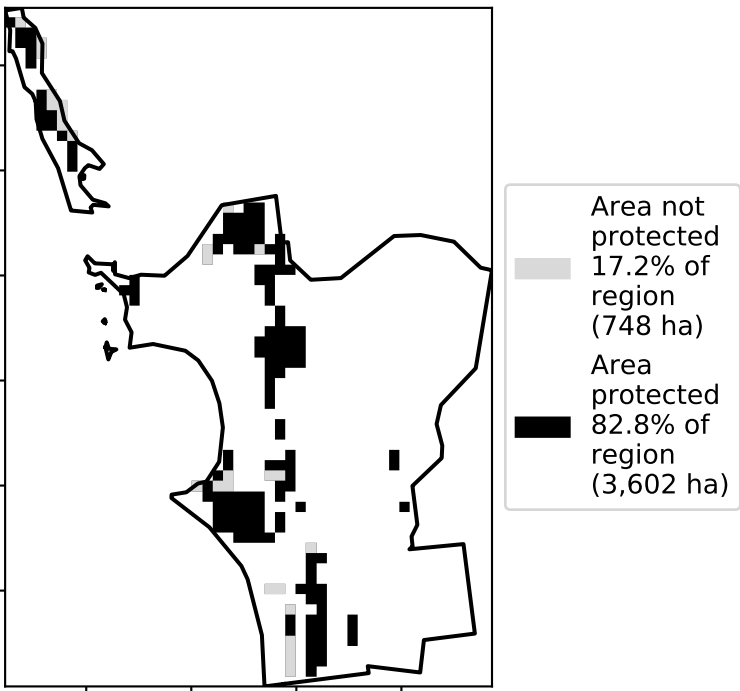 Area not
protected
17.2% of
region
(748 ha)
Area
protected
82.8% of
region
(3,602 ha)